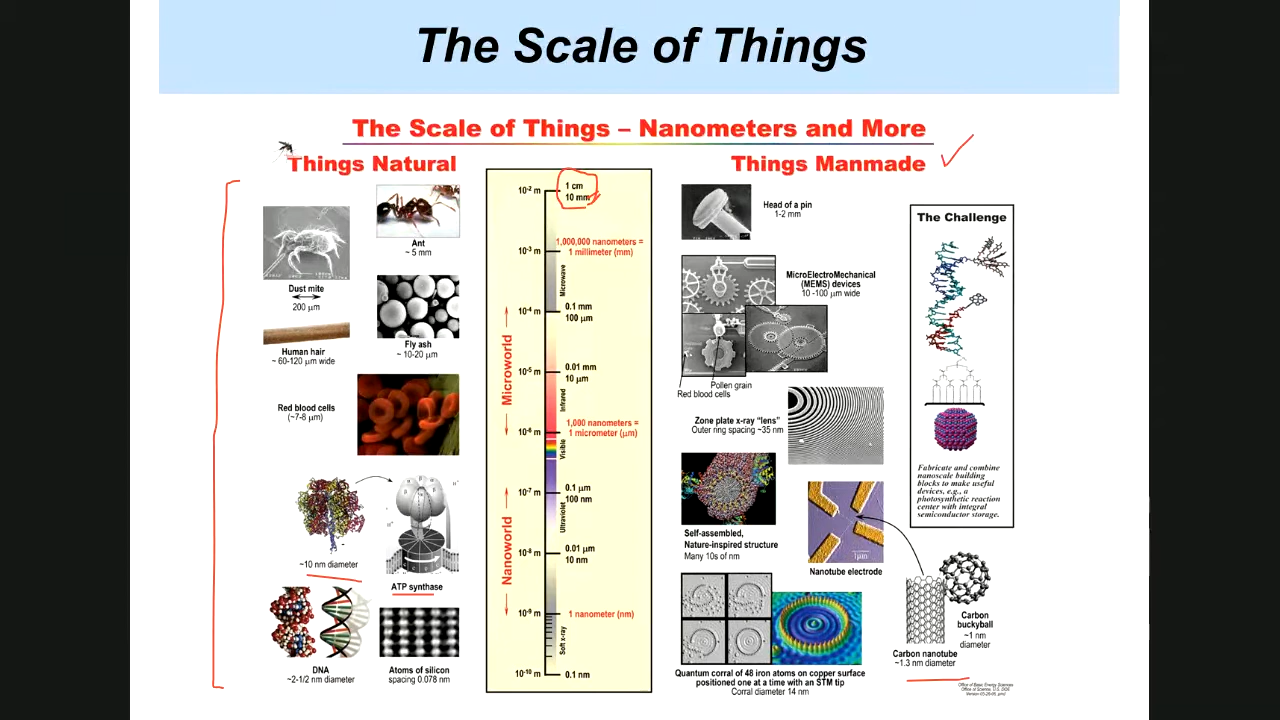 The Scale of Things
The Scale of Things – Nanometers and More
Things Natural
Ant
~ 5 mm
Dust mite
200 µm
Fly ash
~ 10-20 µm
Human hair
~ 60-120 µm wide
Red blood cells
(~7-8 µm)
~10 nm diameter
ATP synthase
DNA
~2-1/2 nm diameter
Atoms of silicon
spacing 0.078 nm
10-2 m
1 cm
10 mm
10-3 m
1,000,000 nanometers =
1 millimeter (mm)
Microwave
10-4 m
0.1 mm
100 µm
Microworld
10-5 m
0.01 mm
10 µm
Infrared
10-6 m
1,000 nanometers =
1 micrometer (µm)
Visible
10-7 m
0.1 µm
100 nm
Ultraviolet
Nanoworld
10-8 m
0.01 µm
10 nm
10-9 m
1 nanometer (nm)
Soft x-ray
10-10 m
0.1 nm
Things Manmade
Head of a pin
1-2 mm
MicroElectroMechanical
(MEMS) devices
10 -100 µm wide
Pollen grain
Red blood cells
Zone plate x-ray “lens”
Outer ring spacing ~35 nm
Self-assembled,
Nature-inspired structure
Many 10s of nm
1µm
Nanotube electrode
Quantum corral of 48 iron atoms on copper surface
positioned one at a time with an STM tip
Corral diameter 14 nm
Carbon nanotube
~1.3 nm diameter
Carbon
buckyball
~1 nm
diameter
The Challenge
Fabricate and combine
nanoscale building
blocks to make useful
devices, e.g., a
photosynthetic reaction
center with integral
semiconductor storage.
Office of Basic Energy Sciences
Office of Science, U.S. DOE